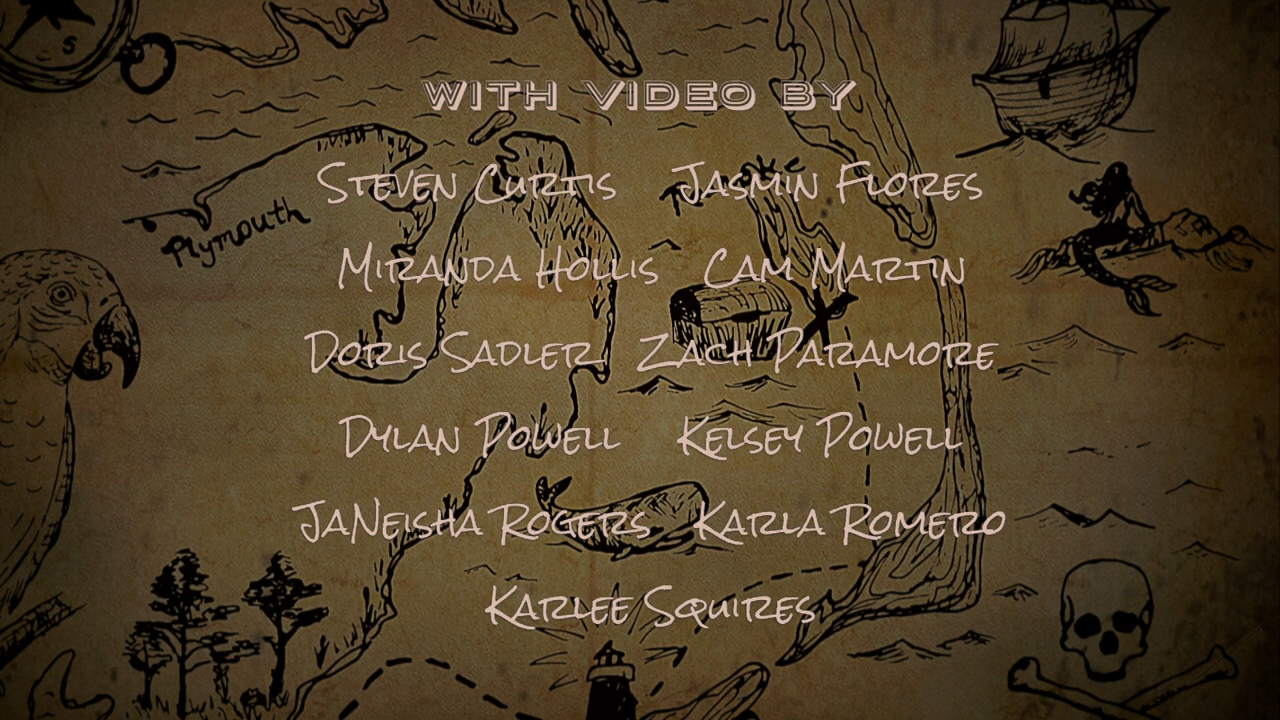 S
WITH VIDEO BY
Steven Curtis Jasmin Flores
Plymouth
Miranda Hollis Cam Martin
Doris Sadler Zach Paramore
Dylan Powell Kelsey Powell
JaNeisha Rogers Karla Romero
Karlee Squires